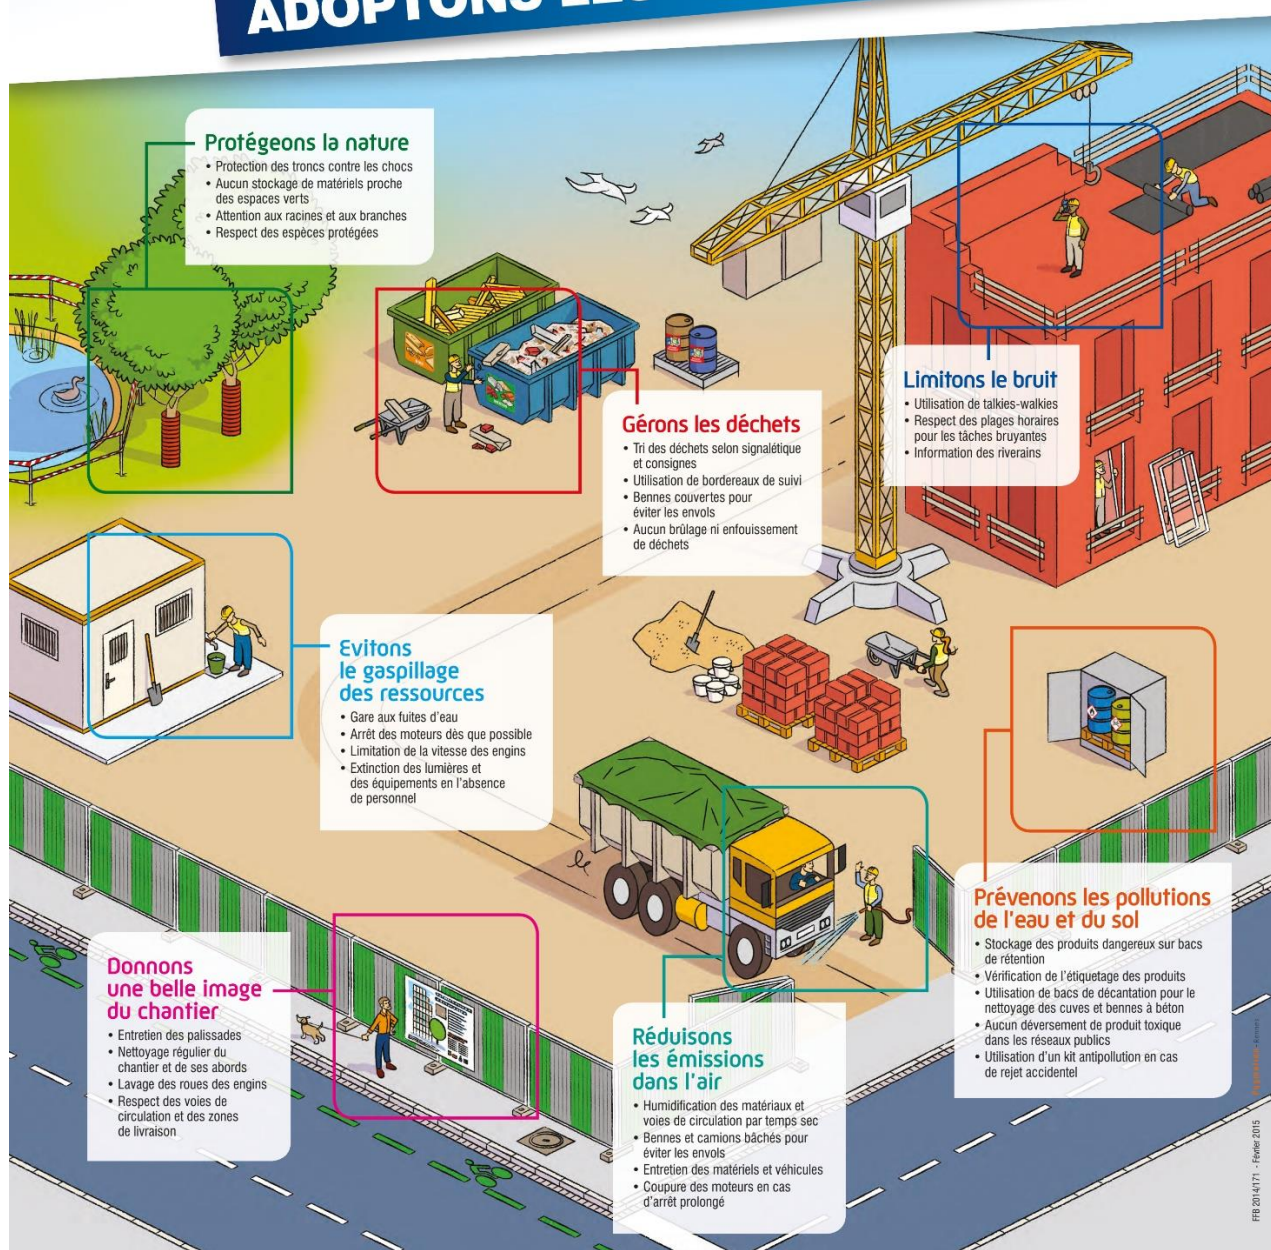 ADOPTONS LES
Protégeons la nature
• Protection des troncs contre les chocs
• Aucun stockage de matériels proche
des espaces verts
• Attention aux racines et aux branches
• Respect des espèces protégées
Limitons le bruit
• Utilisation de talkies-walkies
• Respect des plages horaires
pour les tâches bruyantes
• Information des riverains
Gérons les déchets
• Tri des déchets selon signalétique
et consignes
• Utilisation de bordereaux de suivi
• Bennes couvertes pour
éviter les envols
• Aucun brûlage ni enfouissement
de déchets
Evitons
le gaspillage
des ressources
• Gare aux fuites d'eau
• Arrêt des moteurs dès que possible
• Limitation de la vitesse des engins
• Extinction des lumières et
des équipements en l'absence
de personnel
Prévenons les pollutions
de l'eau et du sol
• Stockage des produits dangereux sur bacs
de rétention
• Vérification de l'étiquetage des produits
• Utilisation de bacs de décantation pour le
nettoyage des cuves et bennes à béton
• Aucun déversement de produit toxique
dans les réseaux publics
• Utilisation d'un kit antipollution en cas
de rejet accidentel
Donnons
une belle image
du chantier
• Entretien des palissades
• Nettoyage régulier du
chantier et de ses abords
• Lavage des roues des engins
• Respect des voies de
circulation et des zones
de livraison
Réduisons
les émissions
dans l'air
• Humidification des matériaux et
voies de circulation par temps sec
• Bennes et camions bâchés pour
éviter les envols
• Entretien des matériels et véhicules
• Coupure des moteurs en cas
d'arrêt prolongé
FFB 2014/171 - Février 2015